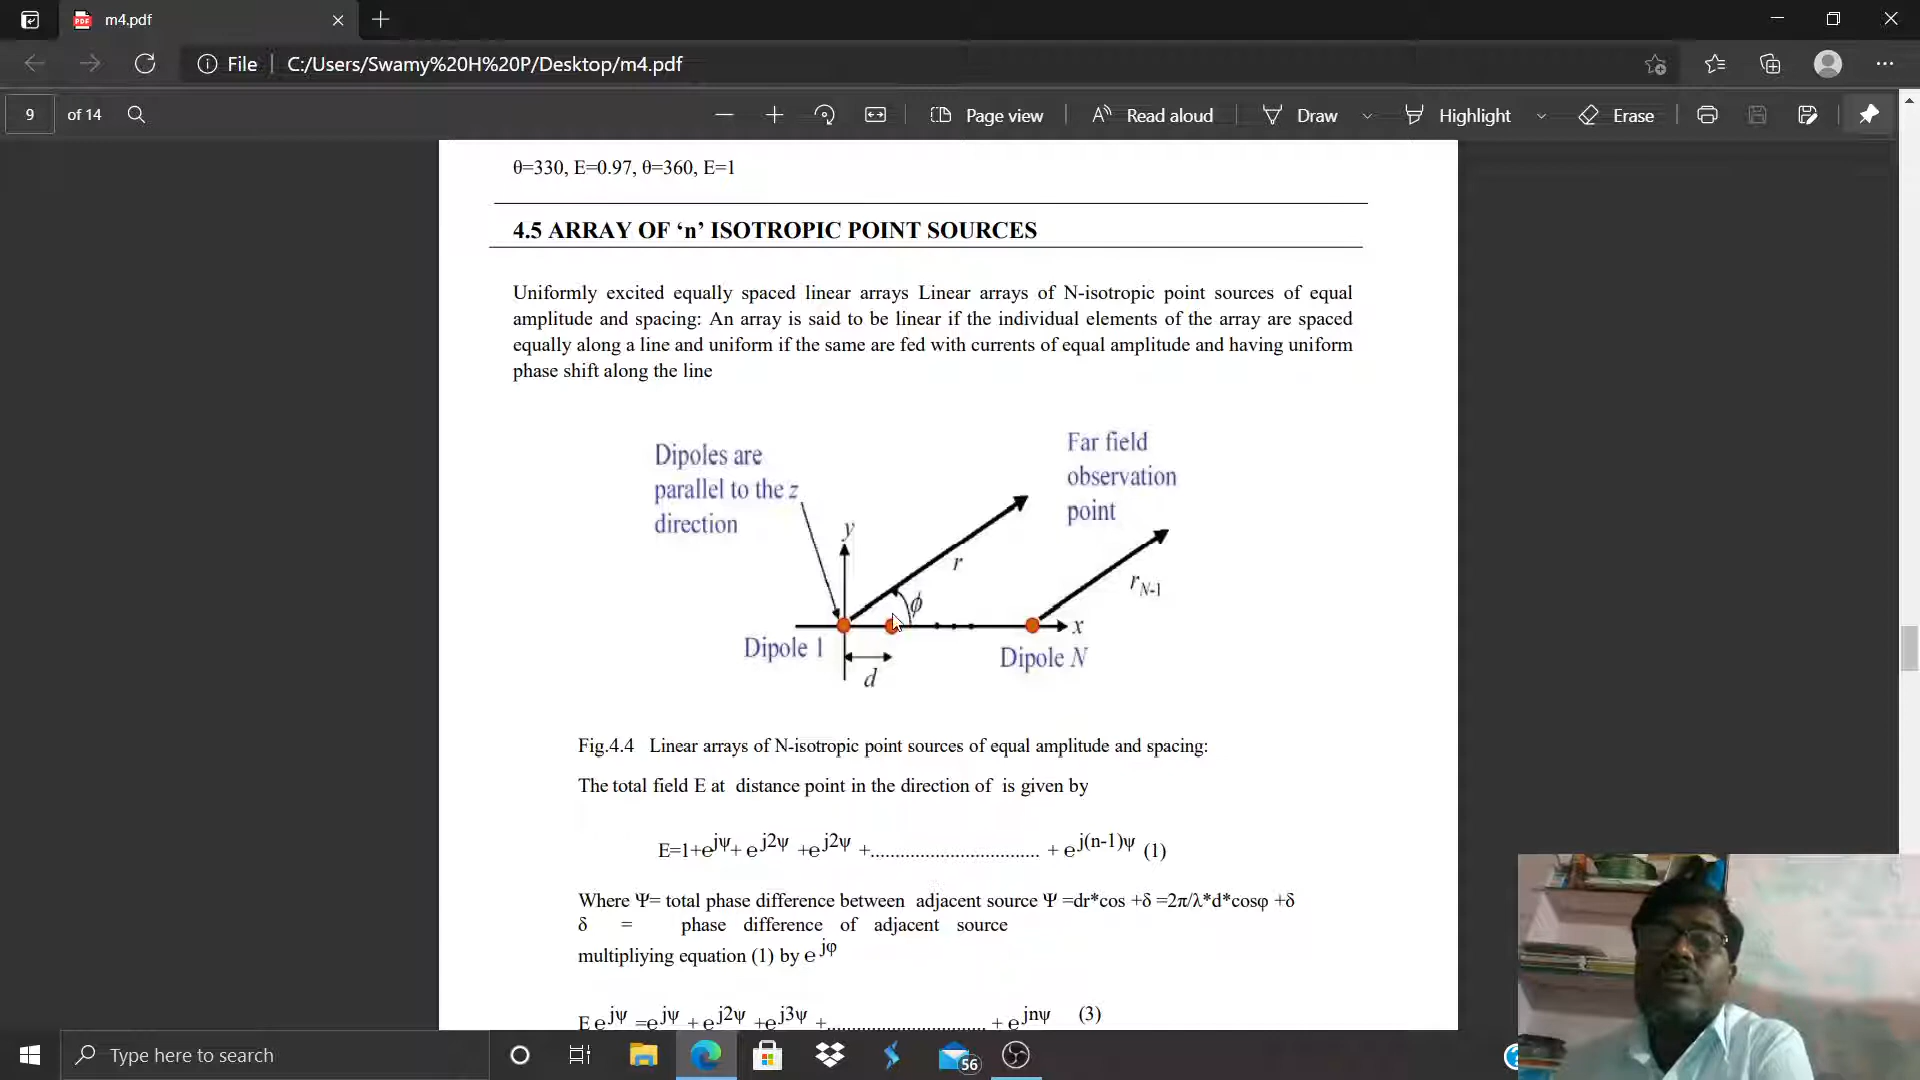 m4.pdf
File
C:/Users/Swamy%20H%20P/Desktop/m4.pdf
9 of 14
Page view
Read aloud
Draw
Highlight
Erase
θ=330, E=0.97, θ=360, E=1
4.5 ARRAY OF ‘n’ ISOTROPIC POINT SOURCES
Uniformly excited equally spaced linear arrays Linear arrays of N-isotropic point sources of equal
amplitude and spacing: An array is said to be linear if the individual elements of the array are spaced
equally along a line and uniform if the same are fed with currents of equal amplitude and having uniform
phase shift along the line
Dipoles are
parallel to the z
direction
Far field
observation
point
y
r
r_{N-1}
ϕ
x
Dipole 1
Dipole N
d
Fig.4.4 Linear arrays of N-isotropic point sources of equal amplitude and spacing:
The total field E at distance point in the direction of is given by
E=1+e^{jψ}+ e^{j2ψ} +e^{j2ψ} +.................................. + e^{j(n-1)ψ} (1)
Where Ψ= total phase difference between adjacent source Ψ =dr*cos +δ =2π/λ*d*cosφ +δ
δ = phase difference of adjacent source
multipliying equation (1) by e^{jφ}
E e^{jψ} =e^{jψ} + e^{j2ψ} +e^{j3ψ} +................................ + e^{jnψ} (3)
Type here to search
56